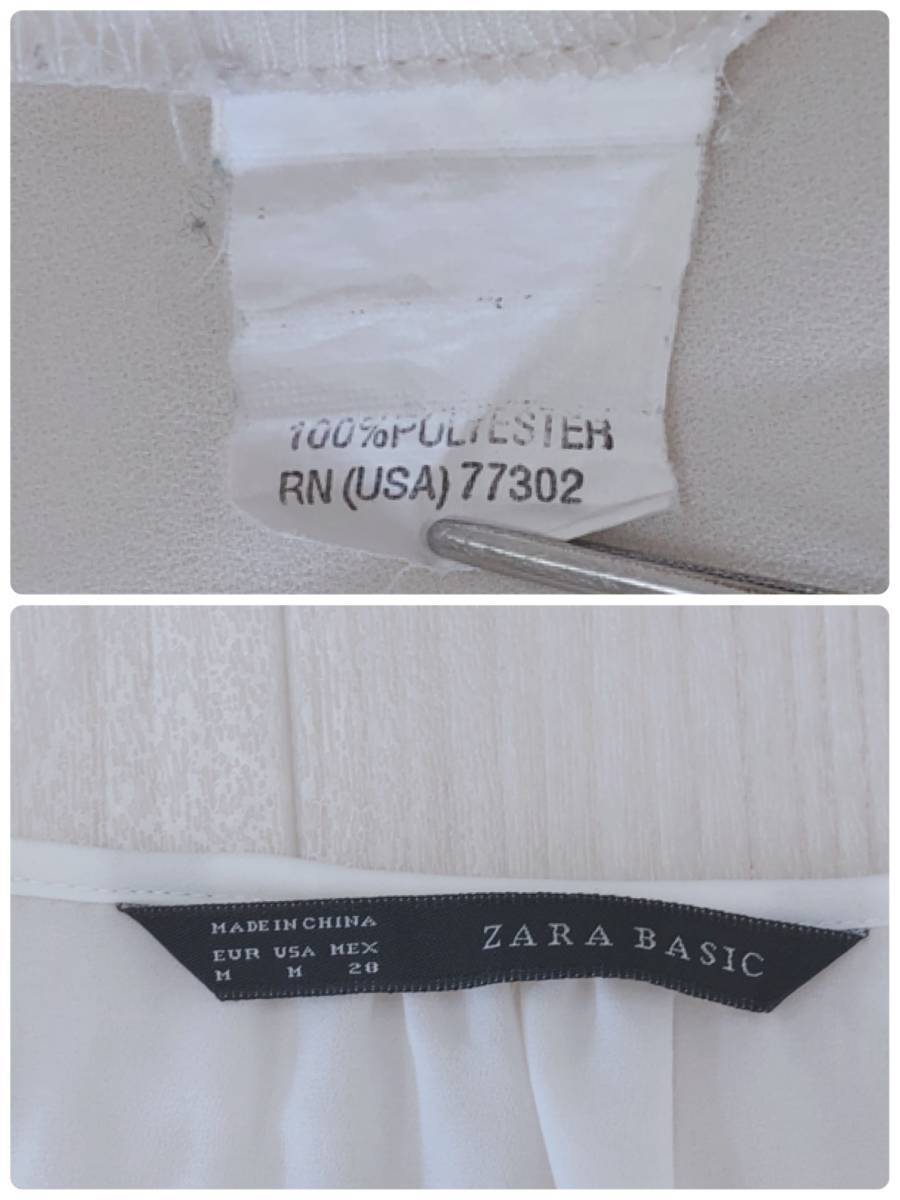 100%POLYESTER
RN (USA) 77302
MADE IN CHINA
EUR USA MEX
M M 28
ZARA BASIC